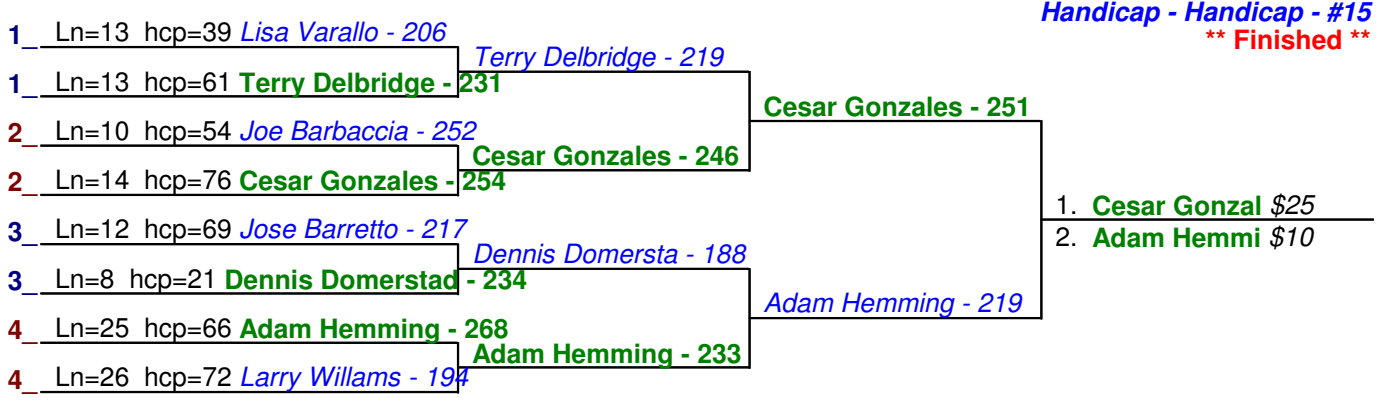 Handicap - Handicap - #15
** Finished **
1_ Ln=13 hcp=39 Lisa Varallo - 206
1_ Ln=13 hcp=61 Terry Delbridge - 231
2_ Ln=10 hcp=54 Joe Barbaccia - 252
2_ Ln=14 hcp=76 Cesar Gonzales - 254
3_ Ln=12 hcp=69 Jose Barretto - 217
3_ Ln=8 hcp=21 Dennis Domerstad - 234
4_ Ln=25 hcp=66 Adam Hemming - 268
4_ Ln=26 hcp=72 Larry Willams - 194
Terry Delbridge - 219
Cesar Gonzales - 246
Dennis Domersta - 188
Adam Hemming - 233
Cesar Gonzales - 251
Adam Hemming - 219
1. Cesar Gonzal $25
2. Adam Hemmi $10